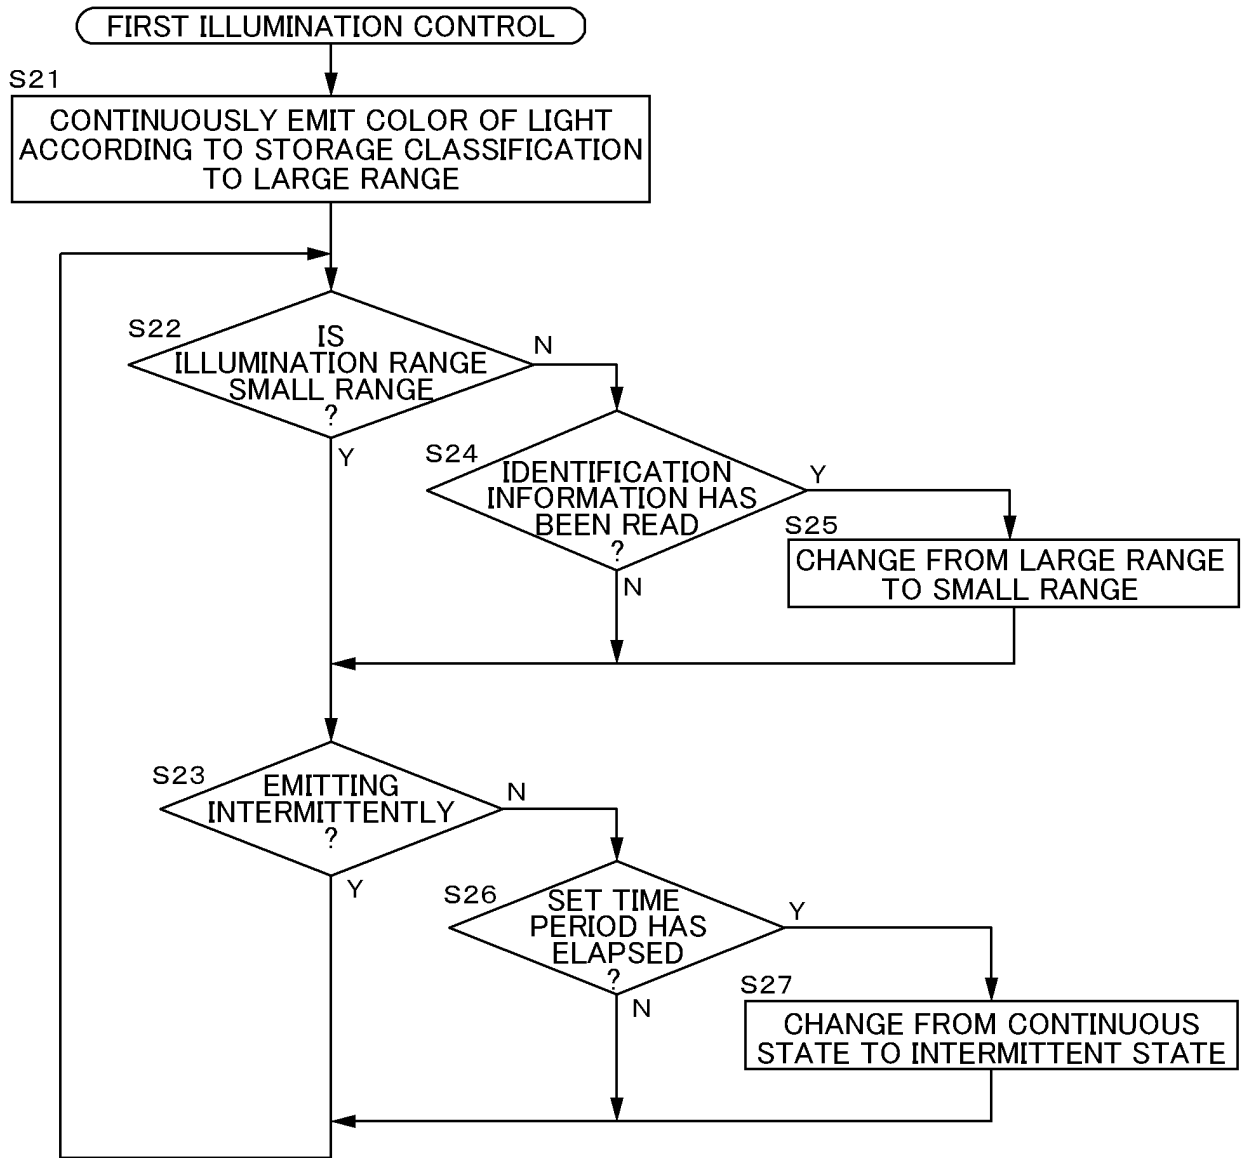 FIRST ILLUMINATION CONTROL
S21
CONTINUOUSLY EMIT COLOR OF LIGHT
ACCORDING TO STORAGE CLASSIFICATION
TO LARGE RANGE
S22
IS
ILLUMINATION RANGE
SMALL RANGE
?
N
Y
S24
IDENTIFICATION
INFORMATION HAS
BEEN READ
?
Y
N
S25
CHANGE FROM LARGE RANGE
TO SMALL RANGE
S23
EMITTING
INTERMITTENTLY
?
N
Y
S26
SET TIME
PERIOD HAS
ELAPSED
?
Y
N
S27
CHANGE FROM CONTINUOUS
STATE TO INTERMITTENT STATE